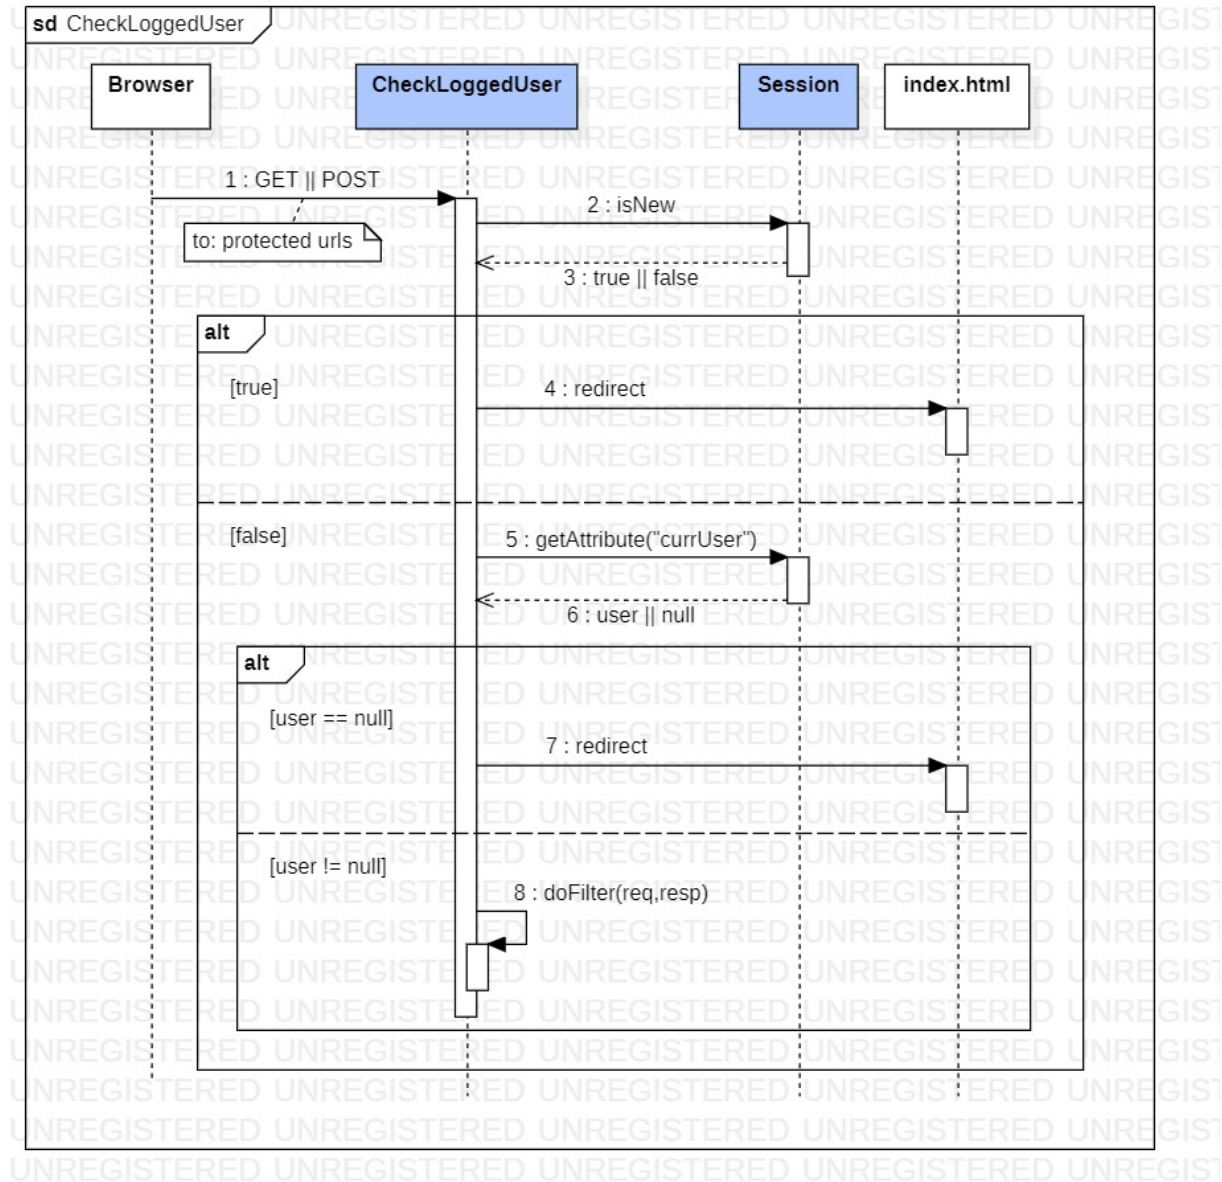 sd CheckLoggedUser
Browser
CheckLoggedUser
Session
index.html
1 : GET || POST
to: protected urls
2 : isNew
3 : true || false
alt
[true]
4 : redirect
[false]
5 : getAttribute("currUser")
6 : user || null
alt
[user == null]
7 : redirect
[user != null]
8 : doFilter(req,resp)
UNREGISTERED